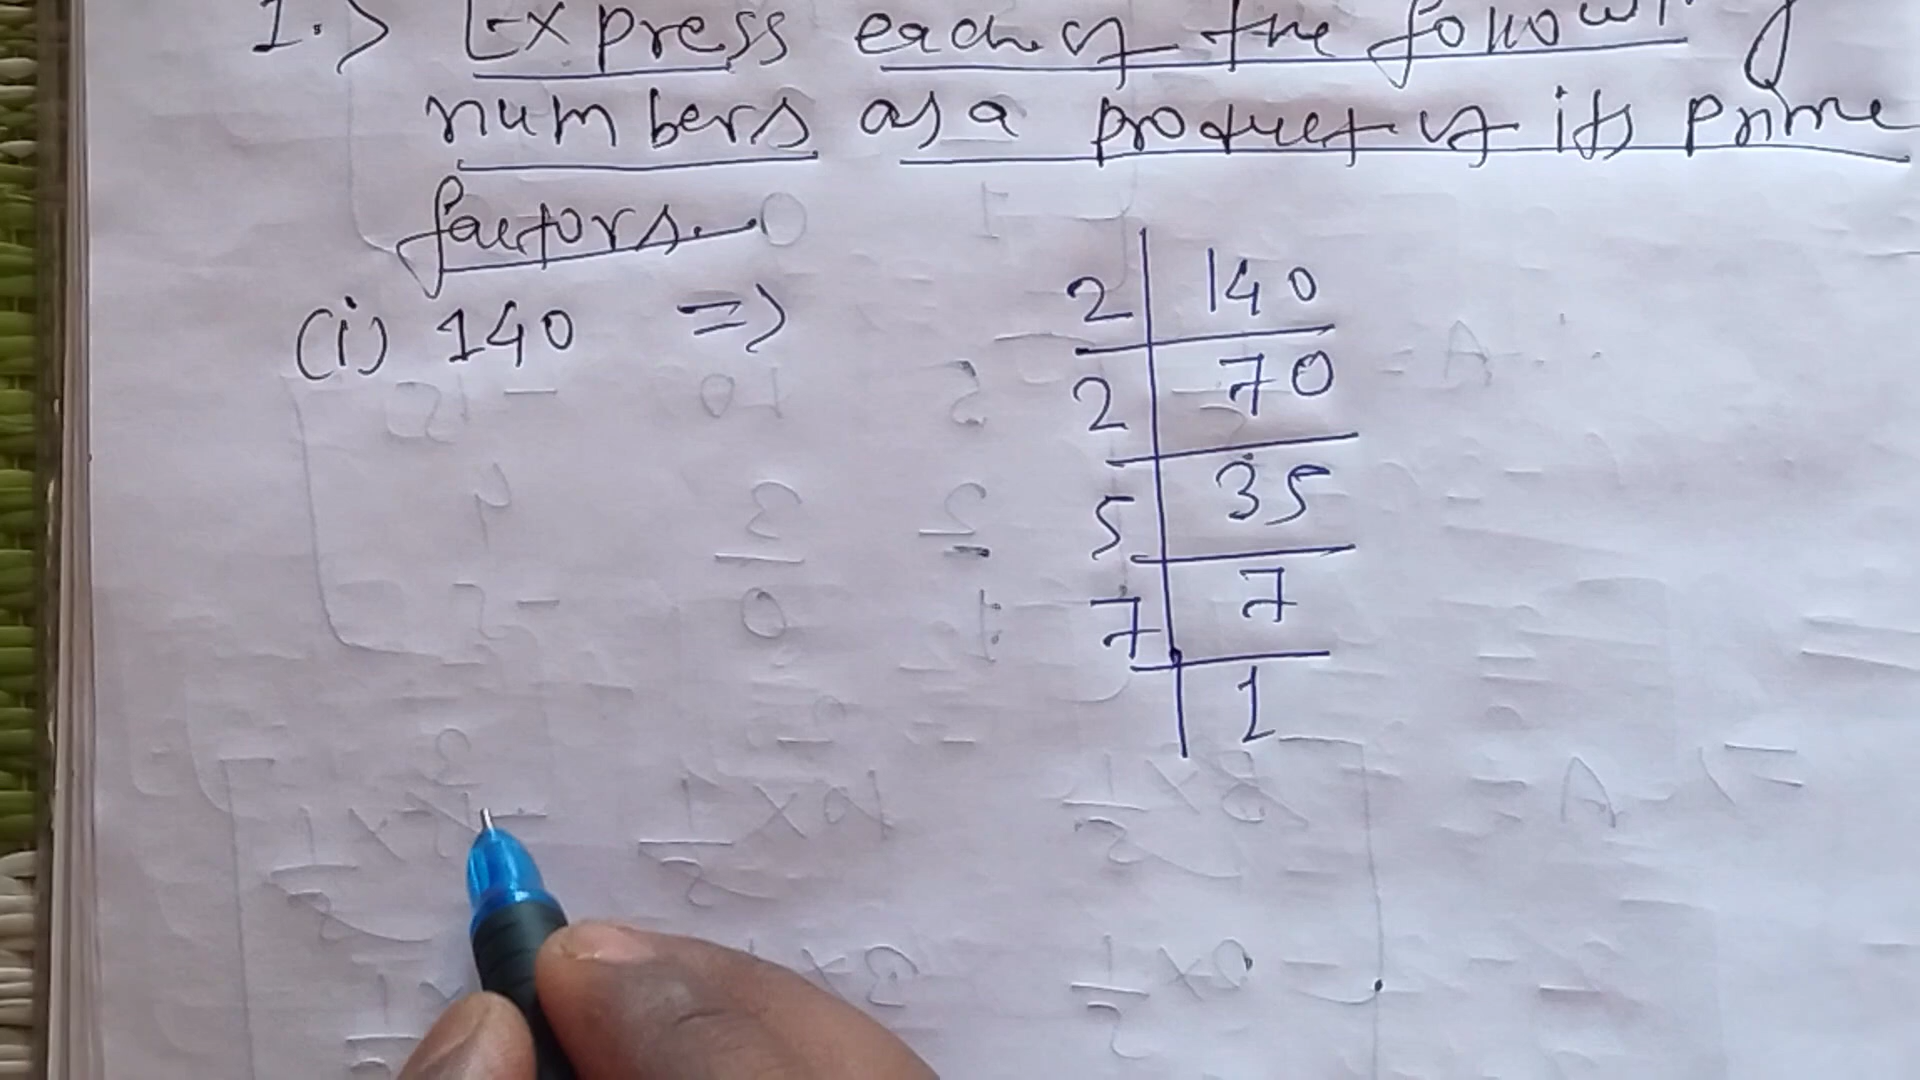 1.> Express each of the following
numbers as a product of its prime
factors.
(i) 140 =>
2 140
2 70
5 35
7 7
1